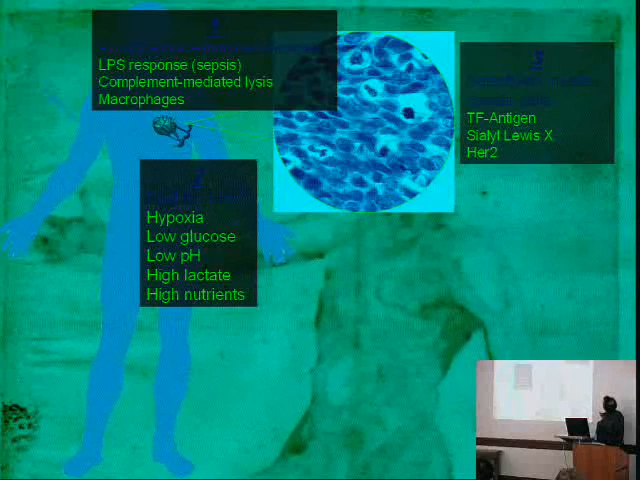 LPS response (sepsis)
Complement-mediated lysis
Macrophages
TF-Antigen
Sialyl Lewis X
Her2
2
Hypoxia
Low glucose
Low pH
High lactate
High nutrients